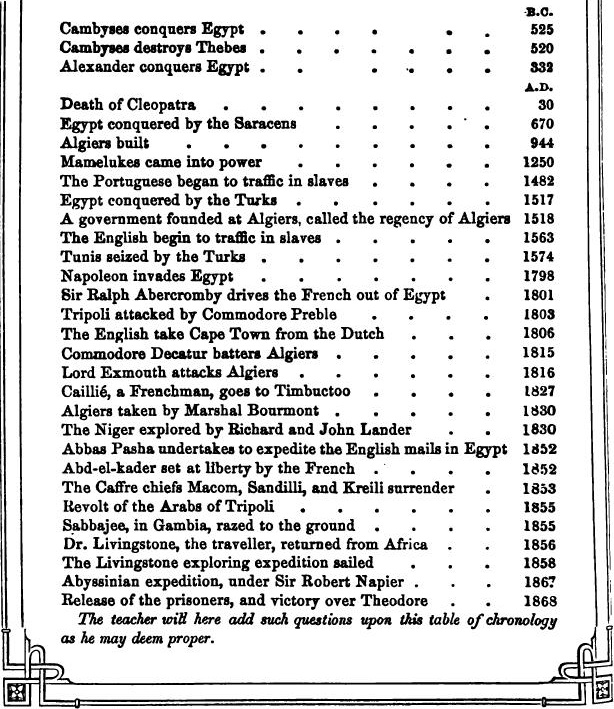 B.C.
Cambyses conquers Egypt . . . . . . 525
Cambyses destroys Thebes . . . . . . . 520
Alexander conquers Egypt . . . . . . 332
A.D.
Death of Cleopatra . . . . . . . . 30
Egypt conquered by the Saracens . . . . . 670
Algiers built . . . . . . . . . 944
Mamelukes came into power . . . . . . 1250
The Portuguese began to traffic in slaves . . . . 1482
Egypt conquered by the Turks . . . . . . 1517
A government founded at Algiers, called the regency of Algiers 1518
The English begin to traffic in slaves . . . . . 1563
Tunis seized by the Turks . . . . . . . 1574
Napoleon invades Egypt . . . . . . . 1798
Sir Ralph Abercromby drives the French out of Egypt . 1801
Tripoli attacked by Commodore Preble . . . . 1803
The English take Cape Town from the Dutch . . . 1806
Commodore Decatur batters Algiers . . . . . 1815
Lord Exmouth attacks Algiers . . . . . . 1816
Caillié, a Frenchman, goes to Timbuctoo . . . . 1827
Algiers taken by Marshal Bourmont . . . . . 1830
The Niger explored by Richard and John Lander . . 1830
Abbas Pasha undertakes to expedite the English mails in Egypt 1852
Abd-el-kader set at liberty by the French . . . . 1852
The Caffre chiefs Macom, Sandilli, and Kreili surrender . 1853
Revolt of the Arabs of Tripoli . . . . . . 1855
Sabbajee, in Gambia, razed to the ground . . . . 1855
Dr. Livingstone, the traveller, returned from Africa . . 1856
The Livingstone exploring expedition sailed . . . 1858
Abyssinian expedition, under Sir Robert Napier . . . 1867
Release of the prisoners, and victory over Theodore . . 1868
The teacher will here add such questions upon this table of chronology
as he may deem proper.